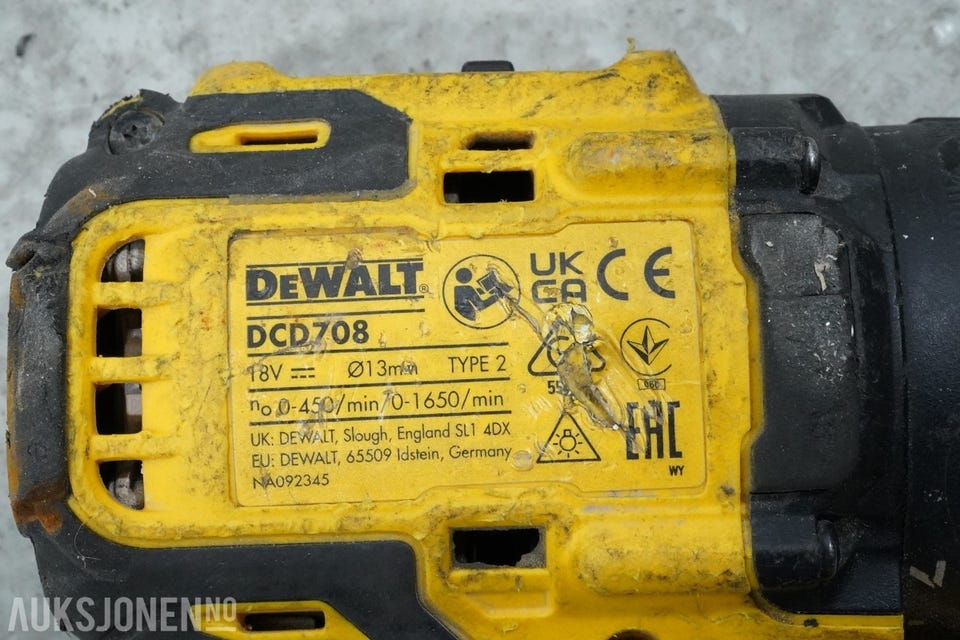 DEWALT®
DCD708
18V ⎓ Ø13mm TYPE 2
n₀ 0-450/min 0-1650/min
UK: DEWALT, Slough, England SL1 4DX
EU: DEWALT, 65509 Idstein, Germany
NA092345
UK
CA
CE
EAC
WY
AUKSJONEN.NO